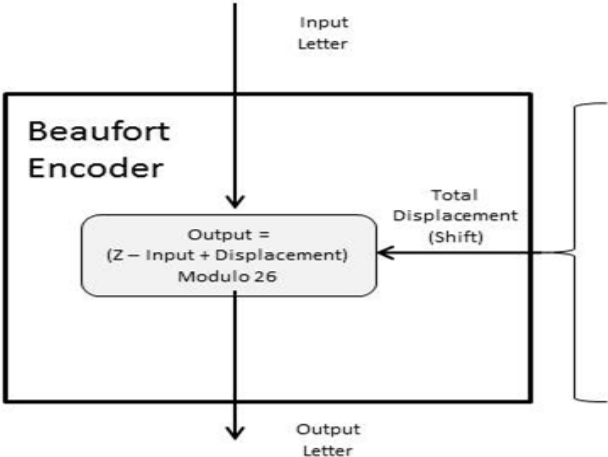 Input
Letter
Beaufort
Encoder
Total
Displacement
(Shift)
Output =
(Z – Input + Displacement)
Modulo 26
Output
Letter